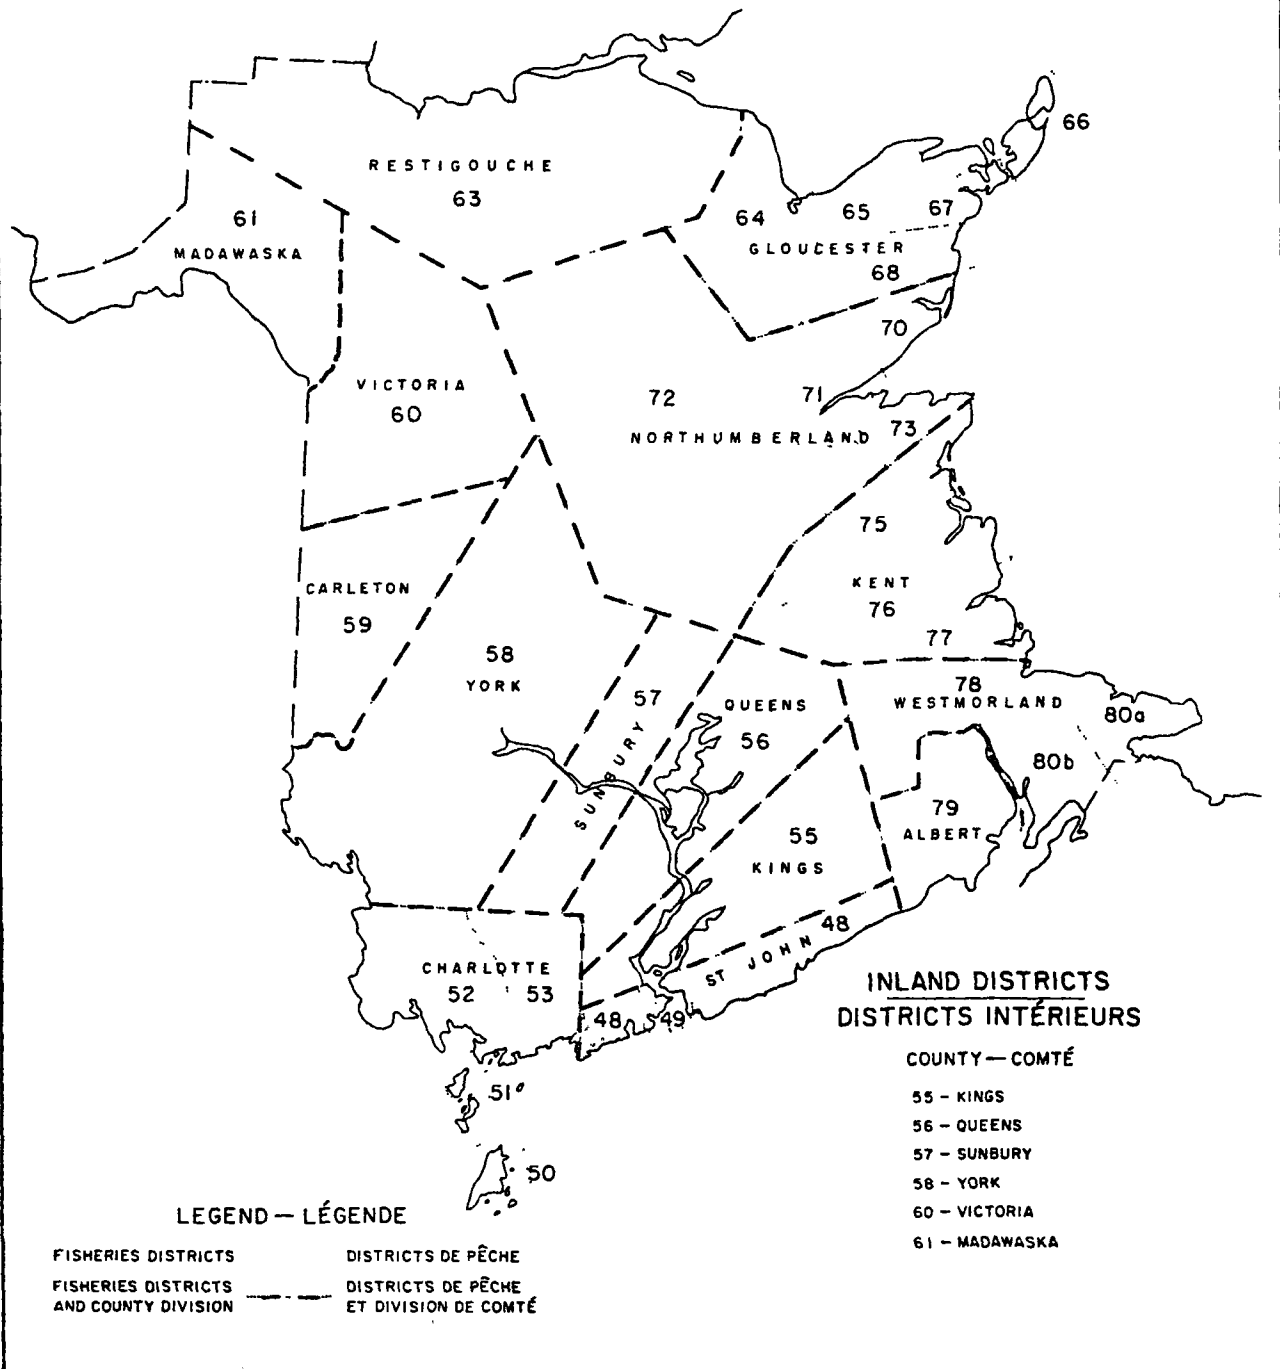 66
RESTIGOUCHE
63
61
MADAWASKA
64
65
67
GLOUCESTER
68
70
VICTORIA
60
72
71
NORTHUMBERLAND
73
75
CARLETON
59
KENT
76
77
58
YORK
57
SUNBURY
QUEENS
56
78
WESTMORLAND
80a
80b
79
ALBERT
55
KINGS
48
ST JOHN
CHARLOTTE
52
53
48
49
51
50
INLAND DISTRICTS
DISTRICTS INTÉRIEURS
COUNTY — COMTÉ
55 – KINGS
56 – QUEENS
57 – SUNBURY
58 – YORK
60 – VICTORIA
61 – MADAWASKA
LEGEND — LÉGENDE
FISHERIES DISTRICTS DISTRICTS DE PÊCHE
FISHERIES DISTRICTS DISTRICTS DE PÊCHE
AND COUNTY DIVISION ET DIVISION DE COMTÉ